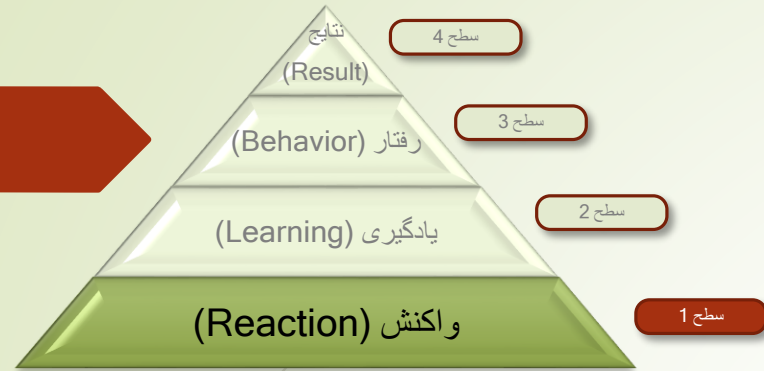 نتایج
(Result)
سطح 4
رفتار (Behavior)
سطح 3
یادگیری (Learning)
سطح 2
واکنش (Reaction)
سطح 1